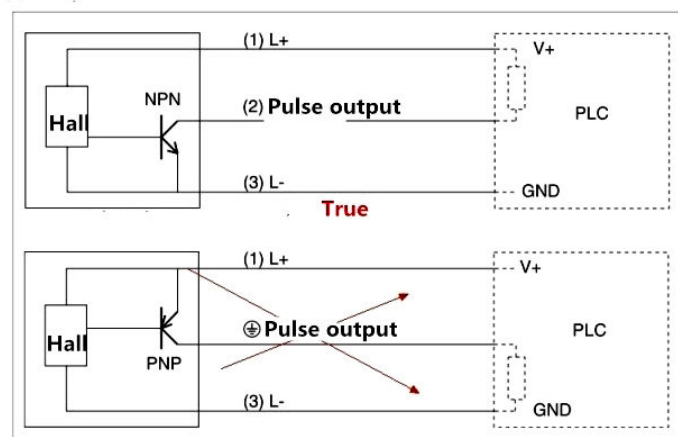 (1) L+
V+
NPN
Hall
(2) Pulse output
PLC
(3) L-
GND
True
(1) L+
V+
Pulse output
Hall
PLC
PNP
(3) L-
GND